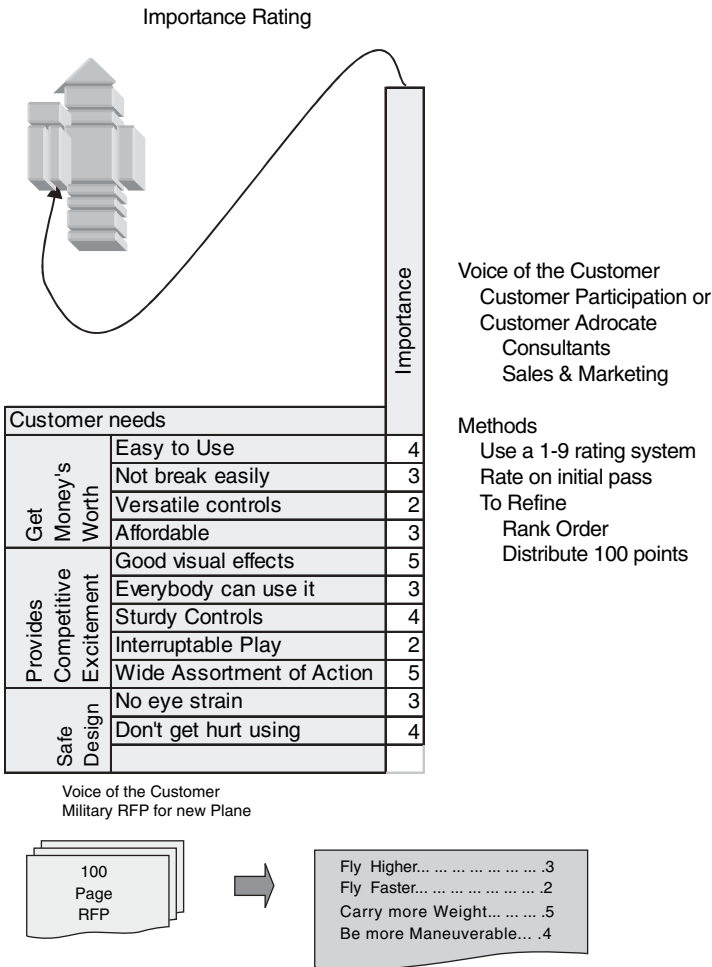 Importance Rating
Importance
Voice of the Customer
Customer Participation or
Customer Adrocate
Consultants
Sales & Marketing
Methods
Use a 1-9 rating system
Rate on initial pass
To Refine
Rank Order
Distribute 100 points
Customer needs
Get
Money's
Worth
Easy to Use 4
Not break easily 3
Versatile controls 2
Affordable 3
Provides
Competitive
Excitement
Good visual effects 5
Everybody can use it 3
Sturdy Controls 4
Interruptable Play 2
Wide Assortment of Action 5
Safe
Design
No eye strain 3
Don't get hurt using 4
Voice of the Customer
Military RFP for new Plane
100
Page
RFP
Fly Higher... ... ... ... ... ... .3
Fly Faster... ... ... ... ... ... .2
Carry more Weight... ... ... .5
Be more Maneuverable... .4